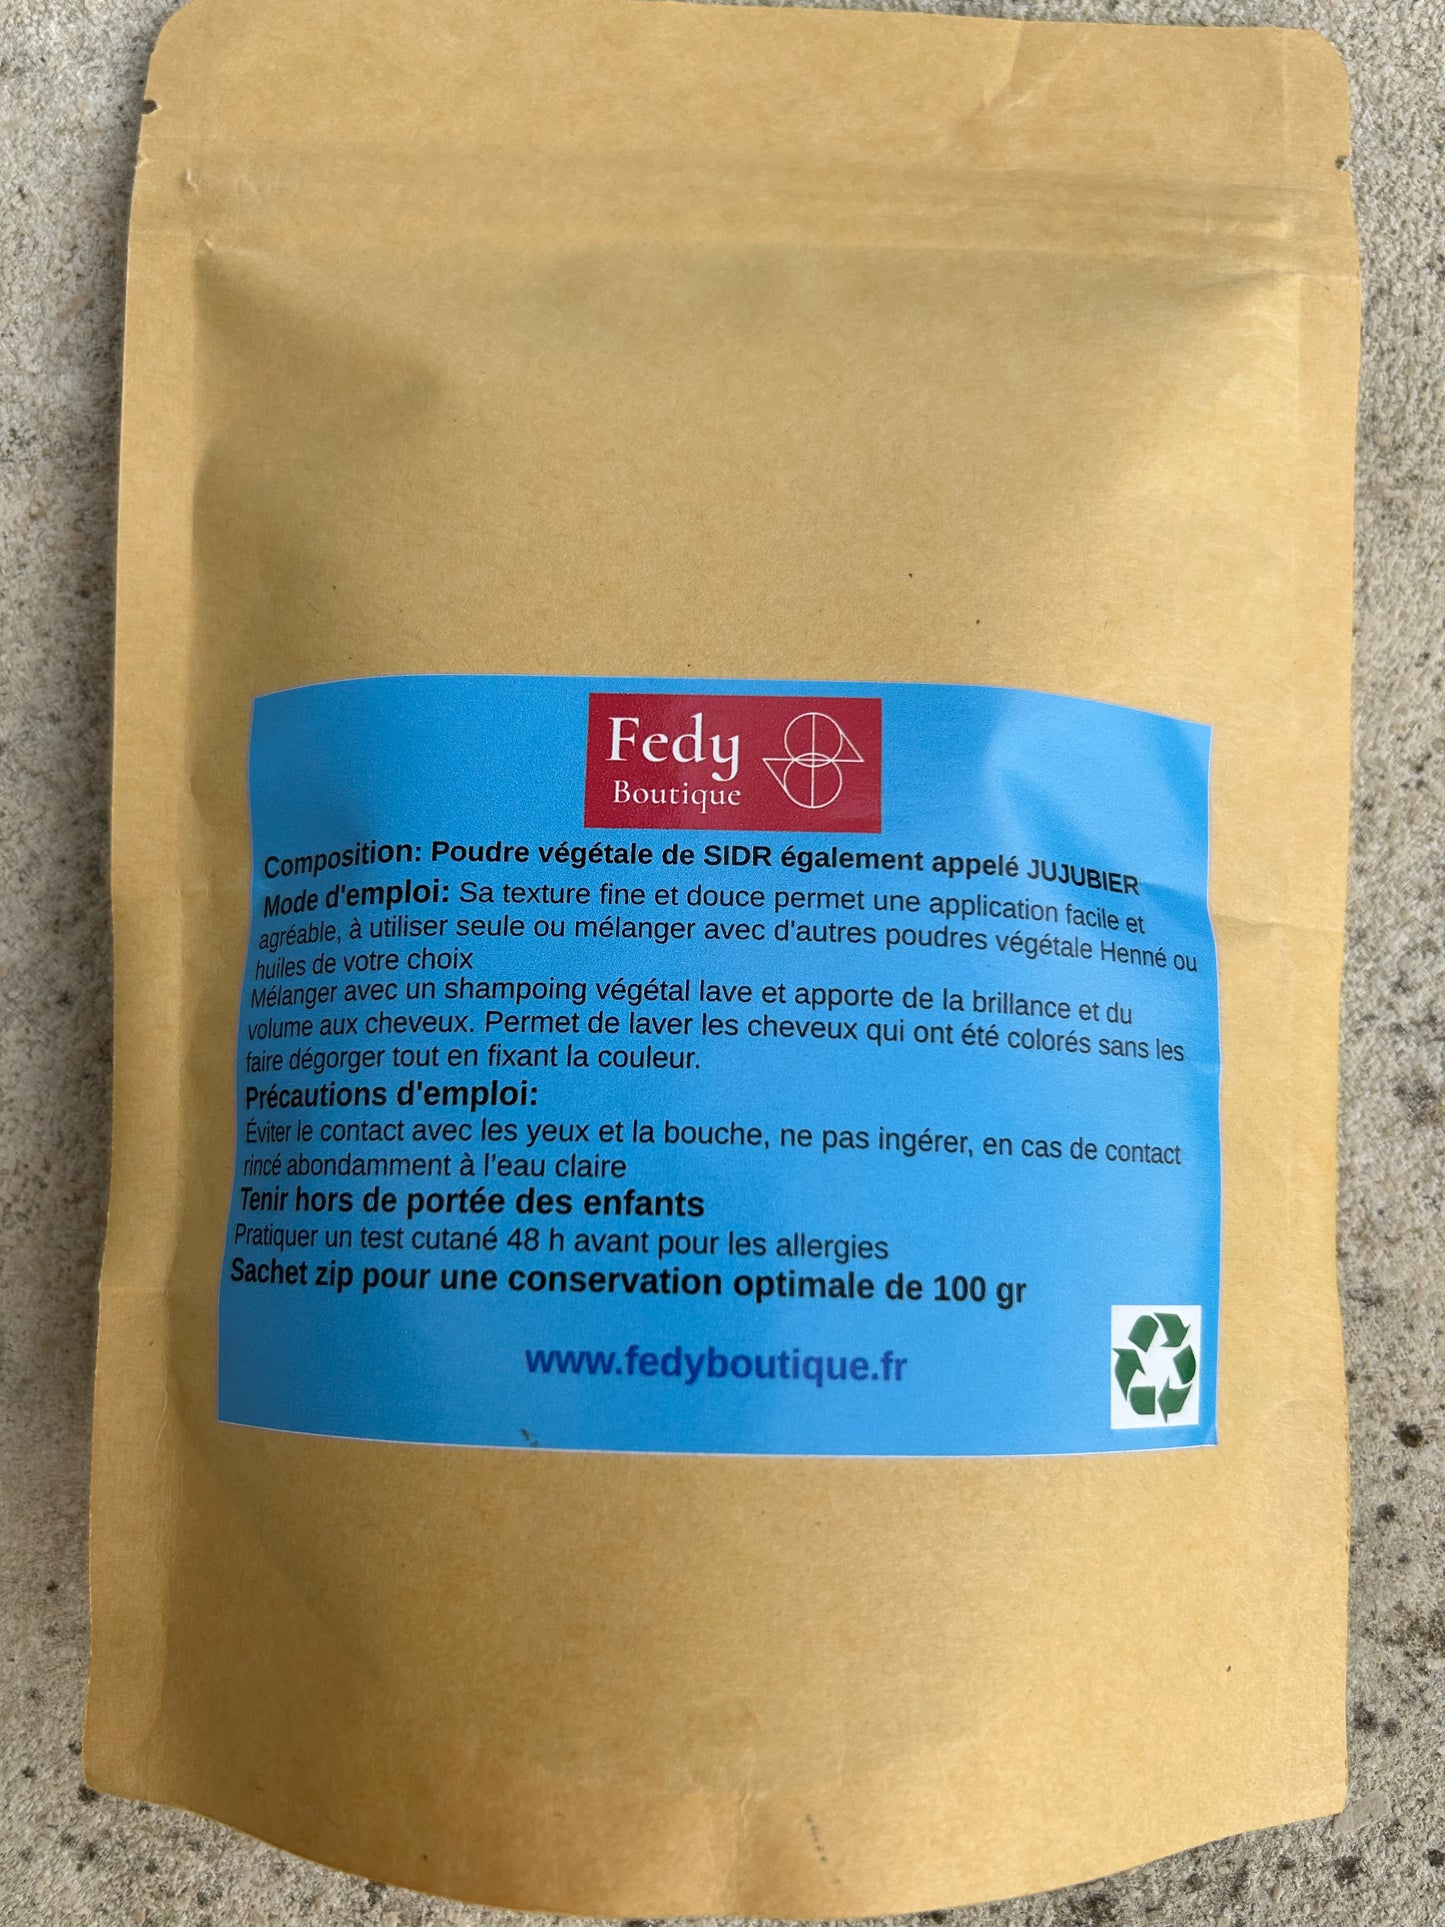 Fedy
Boutique
Composition: Poudre végétale de SIDR également appelé JUJUBIER
Mode d'emploi: Sa texture fine et douce permet une application facile et
agréable, à utiliser seule ou mélanger avec d'autres poudres végétale Henné ou
huiles de votre choix
Mélanger avec un shampoing végétal lave et apporte de la brillance et du
volume aux cheveux. Permet de laver les cheveux qui ont été colorés sans les
faire dégorger tout en fixant la couleur.
Précautions d'emploi:
Éviter le contact avec les yeux et la bouche, ne pas ingérer, en cas de contact
rincé abondamment à l'eau claire
Tenir hors de portée des enfants
Pratiquer un test cutané 48 h avant pour les allergies
Sachet zip pour une conservation optimale de 100 gr
www.fedyboutique.fr